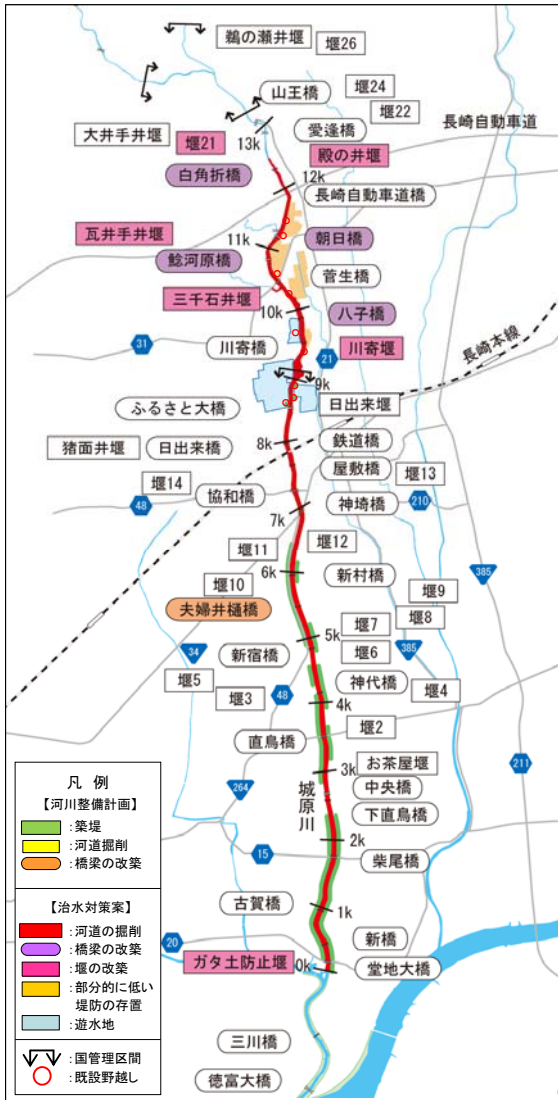 鵜の瀬井堰
堰26
山王橋
堰24
堰22
大井手井堰
堰21
13k
愛逢橋
長崎自動車道
殿の井堰
白角折橋
12k
長崎自動車道橋
瓦井手井堰
11k
朝日橋
鯰河原橋
菅生橋
三千石井堰
10k
八子橋
31
川寄橋
21
川寄堰
長崎本線
9k
日出来堰
ふるさと大橋
猪面井堰
日出来橋
8k
鉄道橋
屋敷橋
堰14
堰13
48
協和橋
7k
神埼橋
210
堰11
堰12
堰10
6k
新村橋
385
堰9
夫婦井樋橋
堰8
堰7
5k
34
新宿橋
堰6
385
堰5
神代橋
堰3
48
4k
堰4
堰2
直鳥橋
3k
お茶屋堰
211
264
中央橋
城原川
下直鳥橋
2k
15
柴尾橋
古賀橋
1k
20
新橋
ガタ土防止堰
0k
堂地大橋
三川橋
徳富大橋
凡 例
【河川整備計画】
:築堤
:河道掘削
:橋梁の改築
【治水対策案】
:河道の掘削
:橋梁の改築
:堰の改築
:部分的に低い
堤防の存置
:遊水地
:国管理区間
:既設野越し